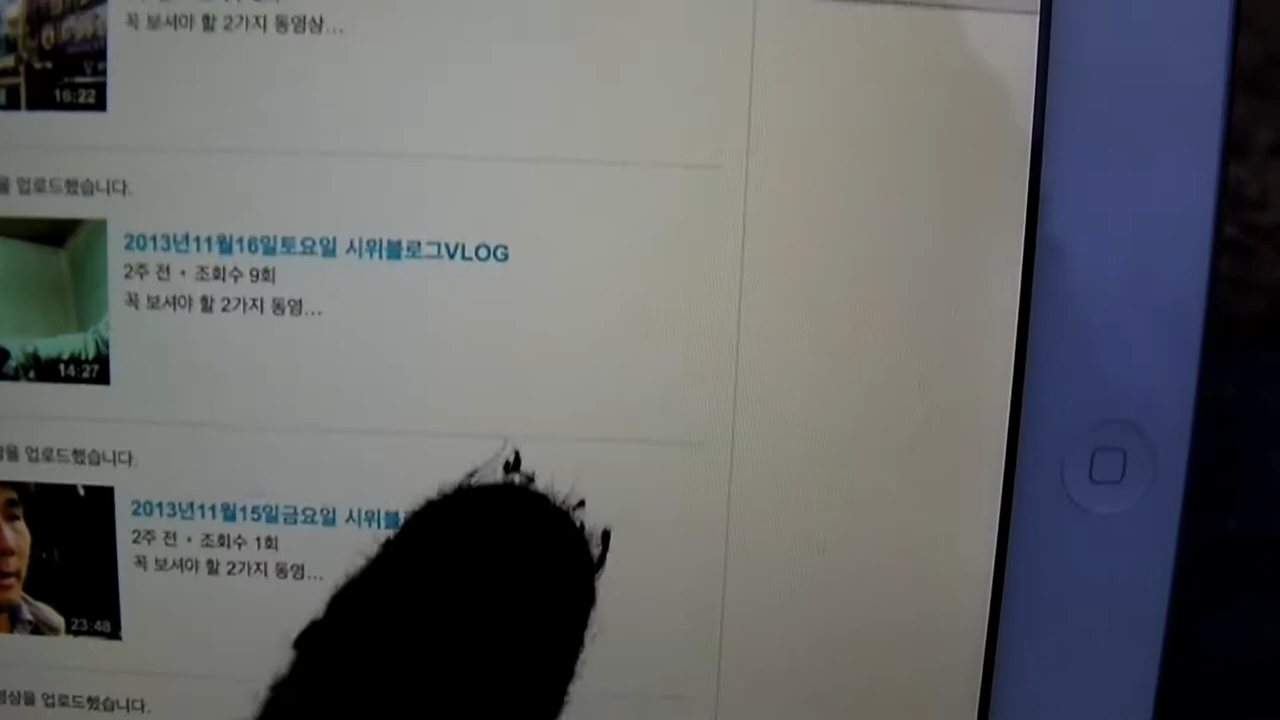 꼭 보셔야 할 2가지 동영상...
16:22
을 업로드했습니다.
2013년11월16일토요일 시위블로그VLOG
2주 전 • 조회수 9회
꼭 보셔야 할 2가지 동영...
14:27
을 업로드했습니다.
2013년11월15일금요일 시위블
2주 전 • 조회수 1회
꼭 보셔야 할 2가지 동영...
23:48
영상을 업로드했습니다.